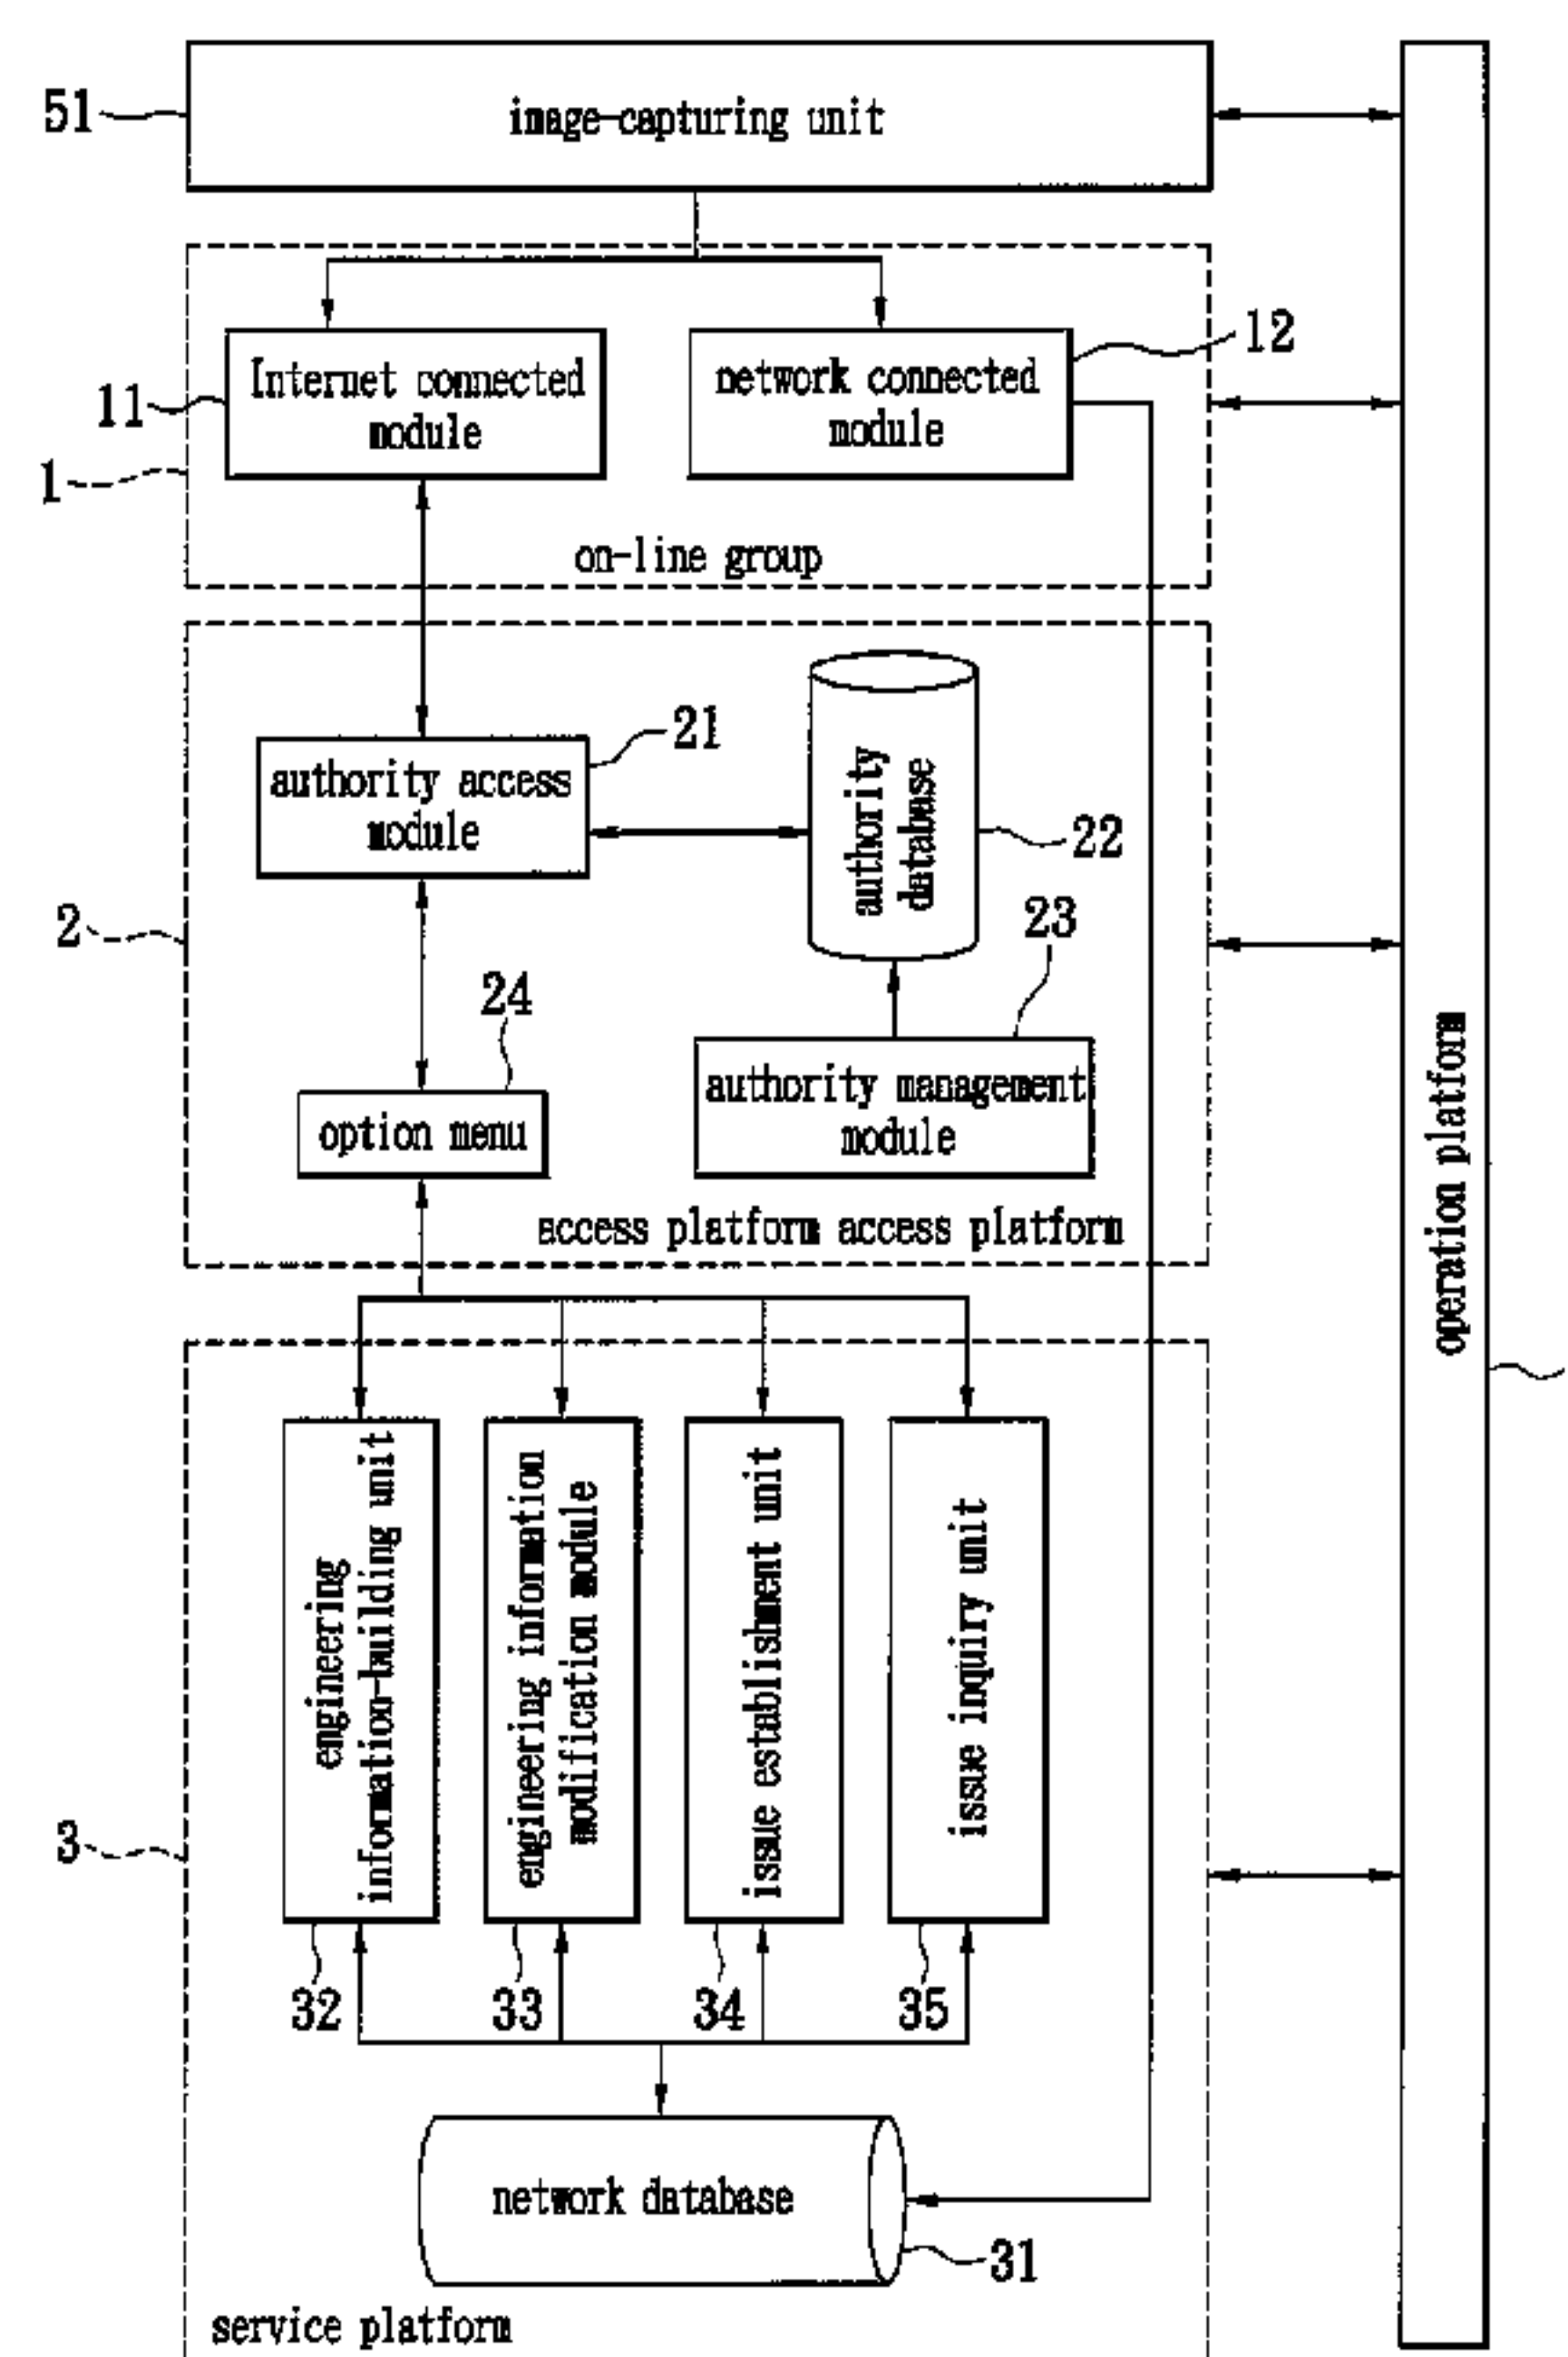 51
image-capturing unit
12
Internet connected
module
network connected
module
11
1
on-line group
21
authority access
module
authority
database
22
2
23
24
authority management
module
option menu
access platform access platform
operation platform
engineering
information-building unit
engineering information
modification module
issue establishment unit
issue inquiry unit
3
32
33
34
35
network database
31
service platform